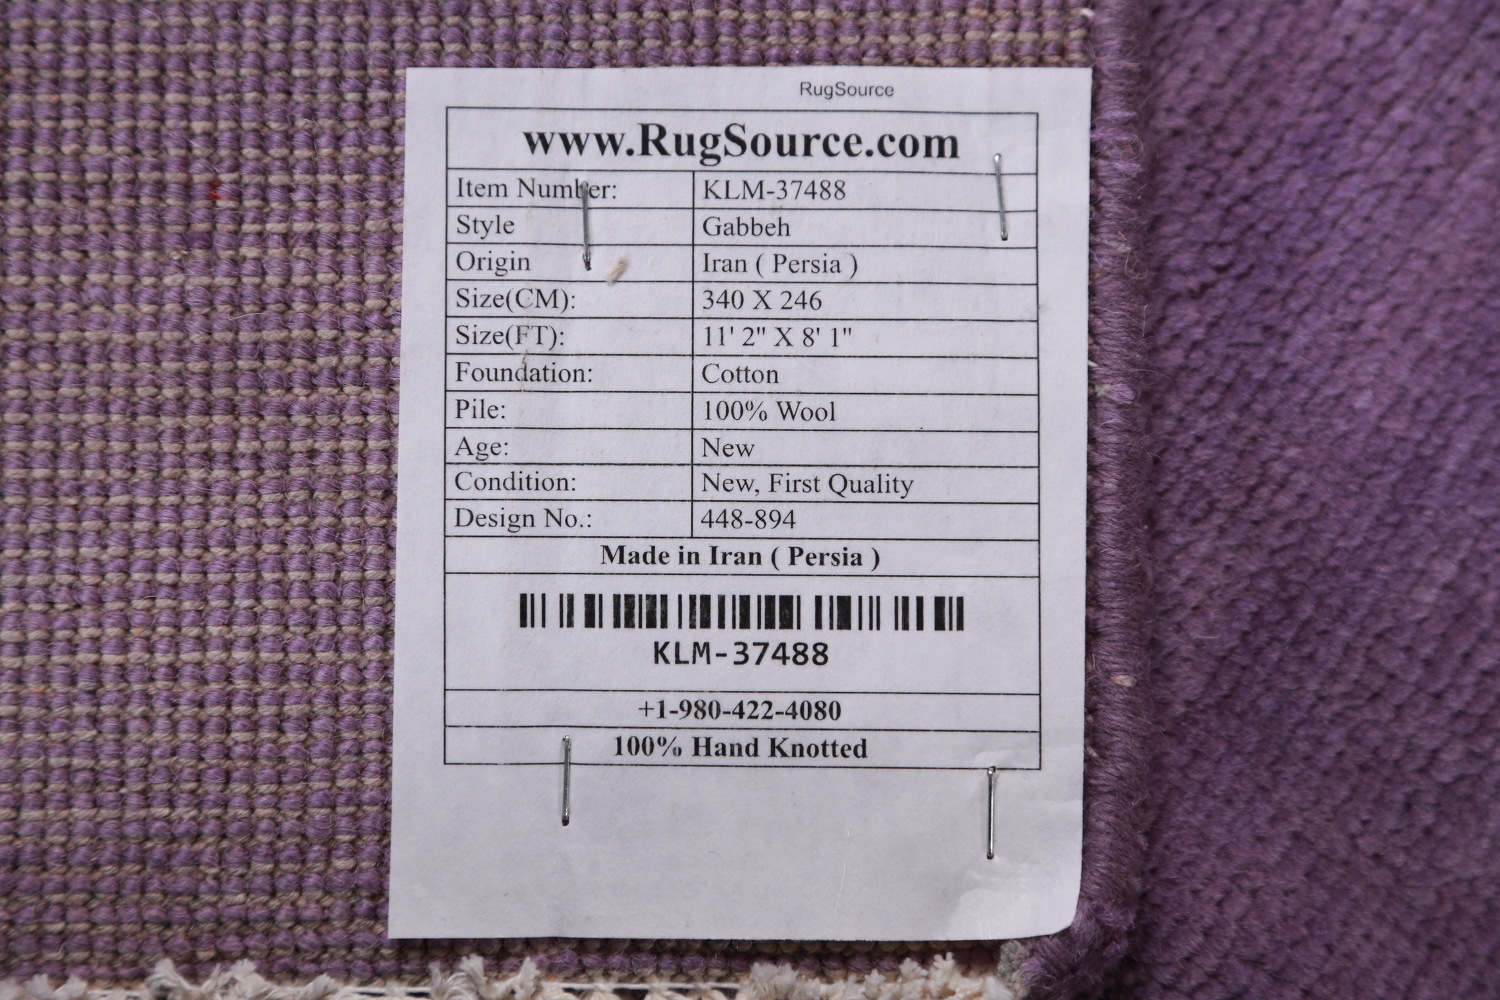 RugSource
www.RugSource.com
Item Number: KLM-37488
Style Gabbeh
Origin Iran ( Persia )
Size(CM): 340 X 246
Size(FT): 11' 2" X 8' 1"
Foundation: Cotton
Pile: 100% Wool
Age: New
Condition: New, First Quality
Design No.: 448-894
Made in Iran ( Persia )
KLM-37488
+1-980-422-4080
100% Hand Knotted